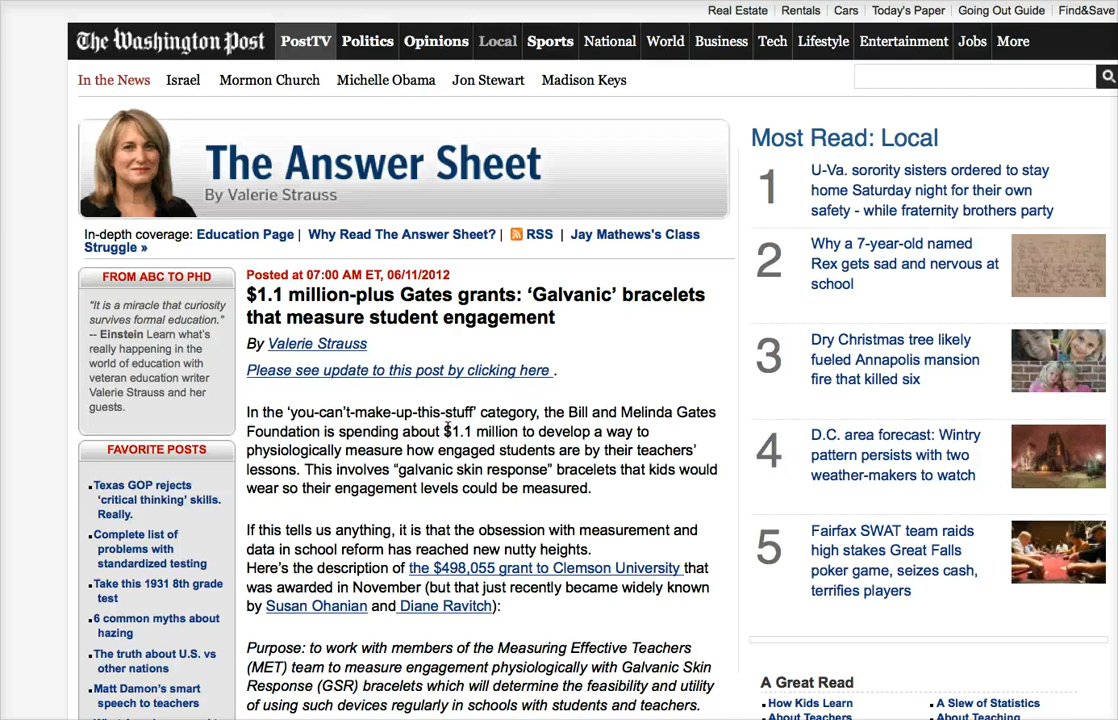 Real Estate Rentals Cars Today's Paper Going Out Guide Find&Save
The Washington Post PostTV Politics Opinions Local Sports National World Business Tech Lifestyle Entertainment Jobs More
In the News Israel Mormon Church Michelle Obama Jon Stewart Madison Keys
The Answer Sheet
By Valerie Strauss
In-depth coverage: Education Page | Why Read The Answer Sheet? | RSS | Jay Mathews's Class
Struggle »
FROM ABC TO PHD
"It is a miracle that curiosity
survives formal education."
-- Einstein Learn what's
really happening in the
world of education with
veteran education writer
Valerie Strauss and her
guests.
FAVORITE POSTS
Texas GOP rejects
‘critical thinking’ skills.
Really.
Complete list of
problems with
standardized testing
Take this 1931 8th grade
test
6 common myths about
hazing
The truth about U.S. vs
other nations
Matt Damon's smart
speech to teachers
Posted at 07:00 AM ET, 06/11/2012
$1.1 million-plus Gates grants: ‘Galvanic’ bracelets
that measure student engagement
By Valerie Strauss
Please see update to this post by clicking here .
In the ‘you-can’t-make-up-this-stuff’ category, the Bill and Melinda Gates
Foundation is spending about $1.1 million to develop a way to
physiologically measure how engaged students are by their teachers’
lessons. This involves “galvanic skin response” bracelets that kids would
wear so their engagement levels could be measured.
If this tells us anything, it is that the obsession with measurement and
data in school reform has reached new nutty heights.
Here’s the description of the $498,055 grant to Clemson University that
was awarded in November (but that just recently became widely known
by Susan Ohanian and Diane Ravitch):
Purpose: to work with members of the Measuring Effective Teachers
(MET) team to measure engagement physiologically with Galvanic Skin
Response (GSR) bracelets which will determine the feasibility and utility
of using such devices regularly in schools with students and teachers.
Most Read: Local
1
U-Va. sorority sisters ordered to stay
home Saturday night for their own
safety - while fraternity brothers party
2
Why a 7-year-old named
Rex gets sad and nervous at
school
3
Dry Christmas tree likely
fueled Annapolis mansion
fire that killed six
4
D.C. area forecast: Wintry
pattern persists with two
weather-makers to watch
5
Fairfax SWAT team raids
high stakes Great Falls
poker game, seizes cash,
terrifies players
A Great Read
How Kids Learn A Slew of Statistics
About Teachers About Teaching